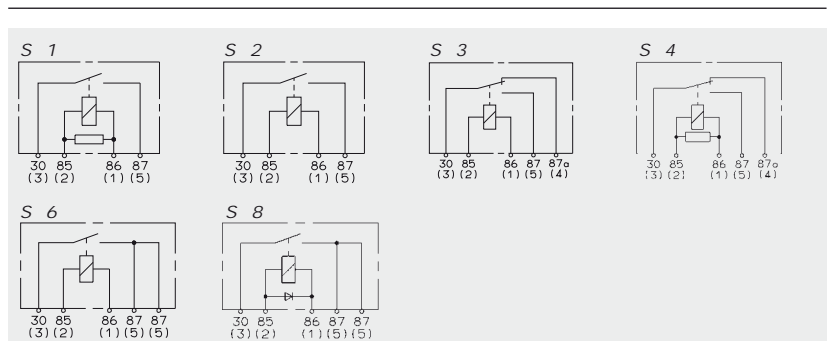 S 1 S 2 S 3 S 4
30 85 86 87 30 85 86 87 30 85 86 87 87a 30 85 86 87 87a
(3) (2) (1) (5) (3) (2) (1) (5) (3) (2) (1) (5) (4) (3) (2) (1) (5) (4)
S 6 S 8
30 85 86 87 87 30 85 86 87 87
(3) (2) (1) (5) (5) (3) (2) (1) (5) (5)